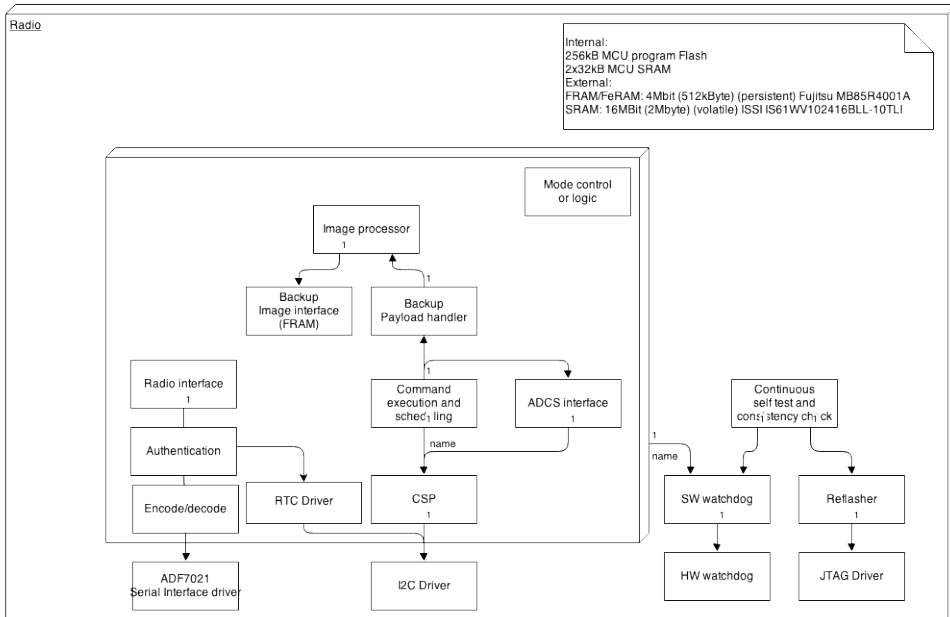 Radio
Internal:
256kB MCU program Flash
2x32kB MCU SRAM
External:
FRAM/FeRAM: 4Mbit (512kByte) (persistent) Fujitsu MB85R4001A
SRAM: 16MBit (2Mbyte) (volatile) ISSI IS61WV102416BLL-10TLI
Mode control
or logic
Image processor
1
1
Backup
Image interface
(FRAM)
Backup
Payload handler
Radio interface
1
1
Command
execution and
scheduling
1
ADCS interface
1
Continuous
self test and
consistency check
1
1
Authentication
name
1
name
Encode/decode
RTC Driver
CSP
1
SW watchdog
1
Reflasher
1
ADF7021
Serial Interface driver
I2C Driver
HW watchdog
JTAG Driver